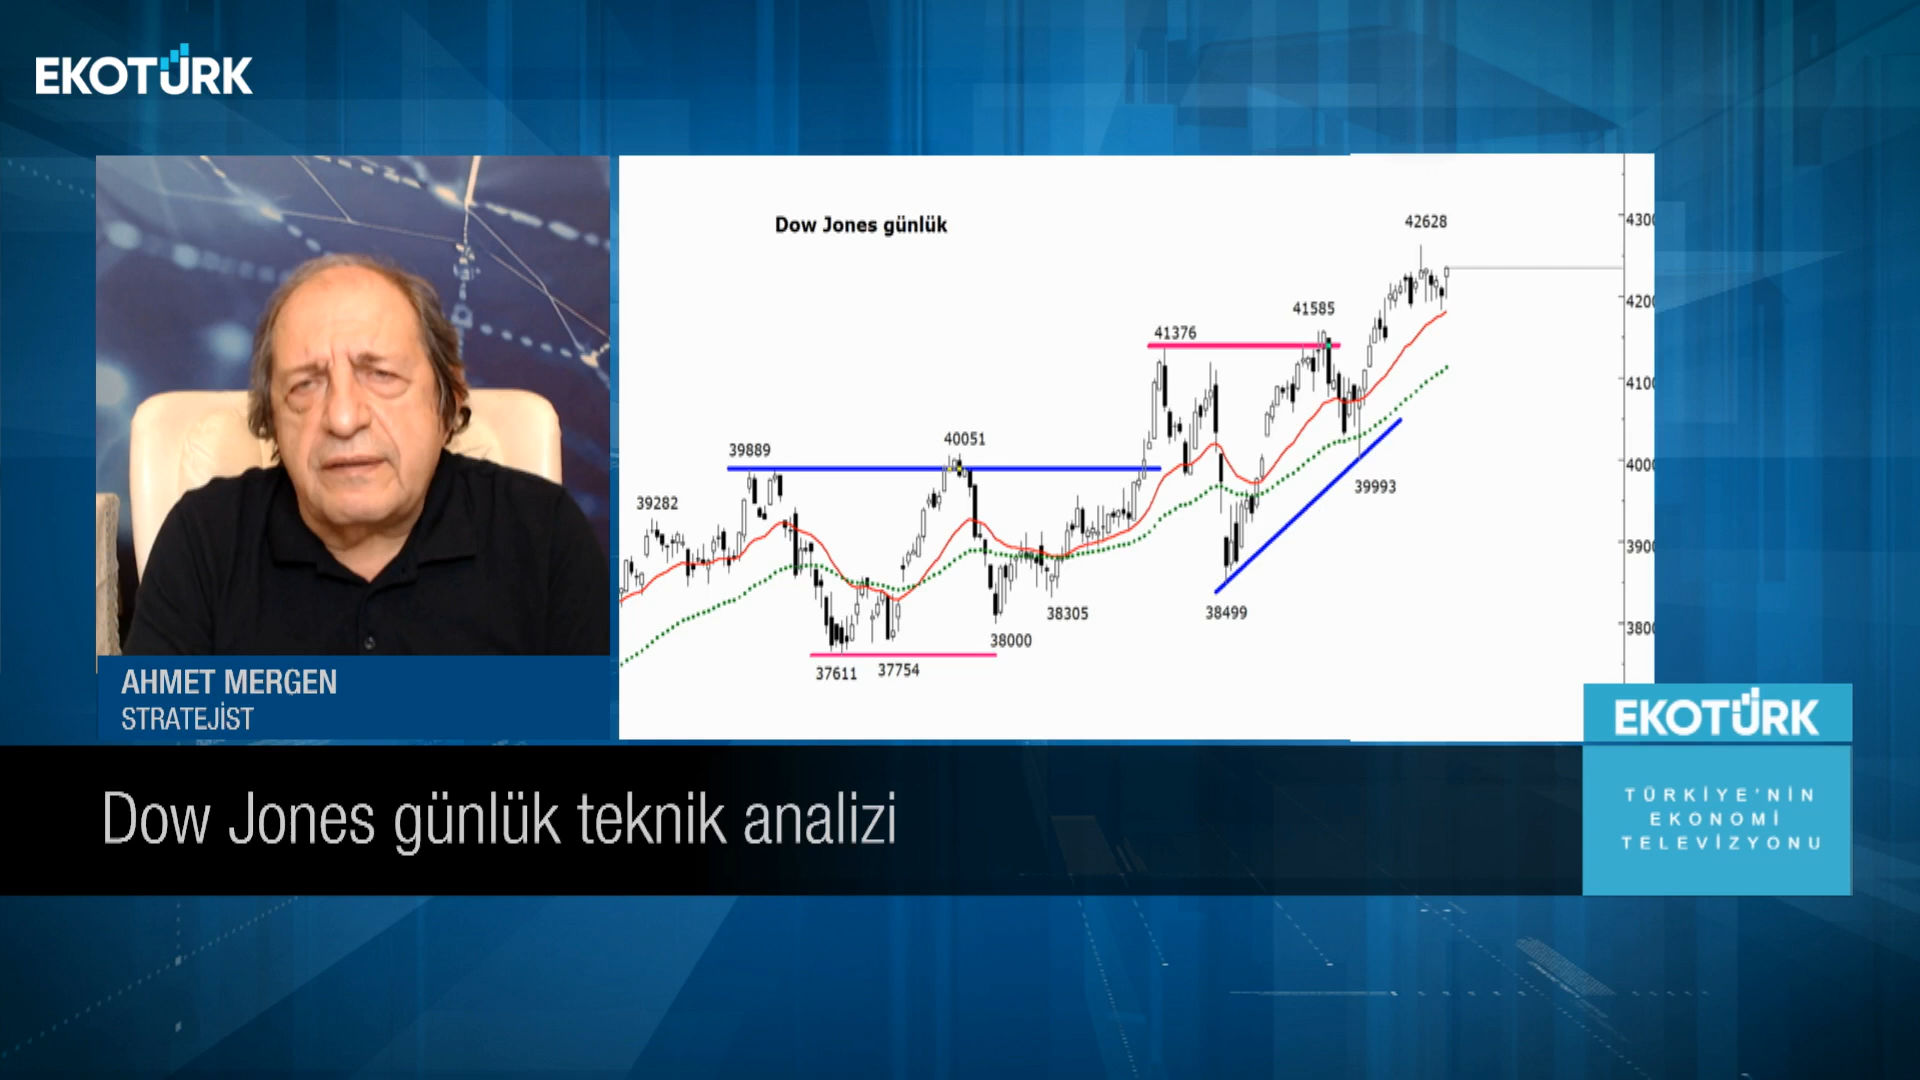 EKOTÜRK
Dow Jones günlük
42628
41585
41376
40051
39889
39282
39993
38499
38305
38000
37754
37611
AHMET MERGEN
STRATEJİST
Dow Jones günlük teknik analizi
EKOTÜRK
TÜRKİYE'NİN
EKONOMİ
TELEVİZYONU